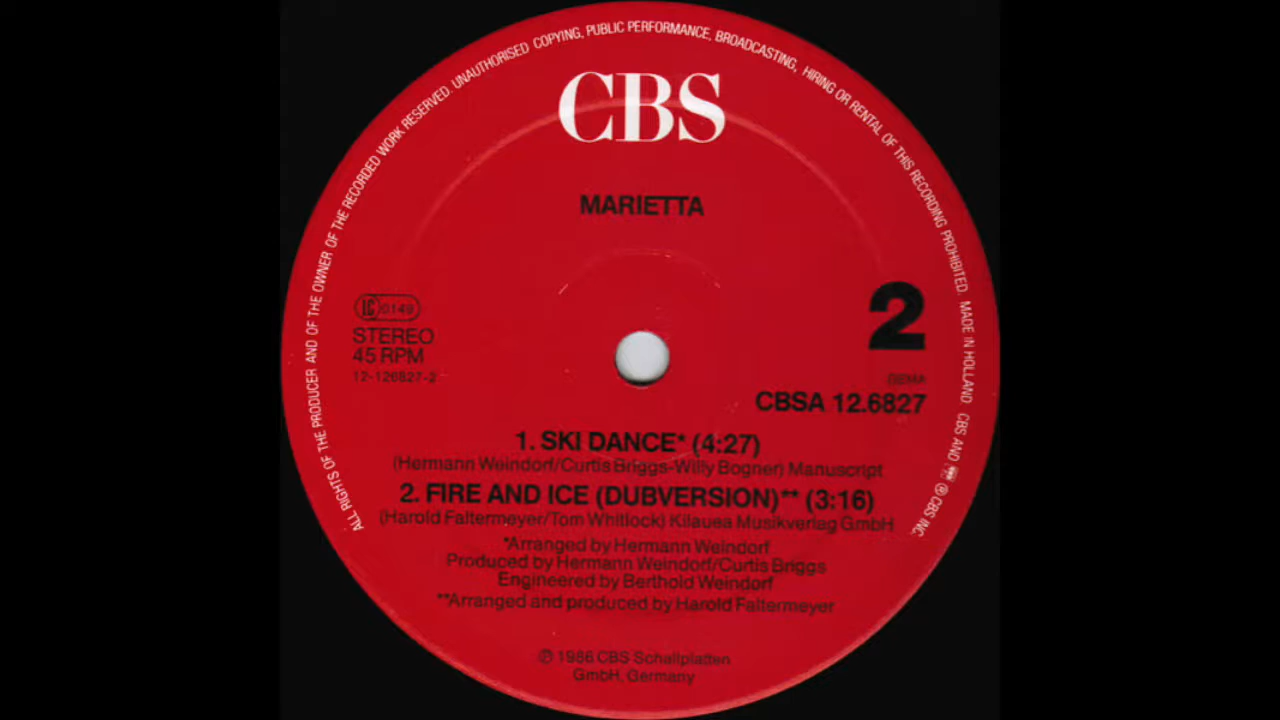 ALL RIGHTS OF THE PRODUCER AND OF THE OWNER OF THE RECORDED WORK RESERVED. UNAUTHORISED COPYING, PUBLIC PERFORMANCE, BROADCASTING, HIRING OR RENTAL OF THIS RECORDING PROHIBITED. MADE IN HOLLAND CBS AND ® CBS INC.
CBS
MARIETTA
LC 0149
STEREO
45 RPM
12-126827-2
2
GEMA
CBSA 12.6827
1. SKI DANCE* (4:27)
(Hermann Weindorf/Curtis Briggs-Willy Bogner) Manuscript
2. FIRE AND ICE (DUBVERSION)** (3:16)
(Harold Faltermeyer/Tom Whitlock) Kilauea Musikverlag GmbH
*Arranged by Hermann Weindorf
Produced by Hermann Weindorf/Curtis Briggs
Engineered by Berthold Weindorf
**Arranged and produced by Harold Faltermeyer
℗ 1986 CBS Schallplatten
GmbH, Germany